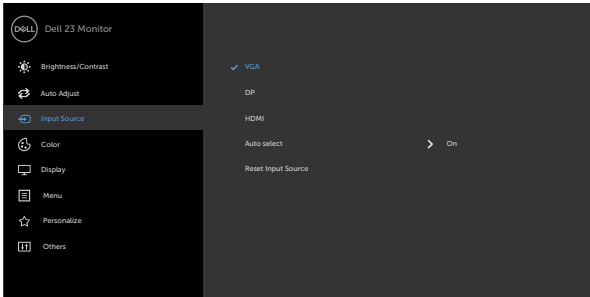 DELL
Dell 23 Monitor
Brightness/Contrast
Auto Adjust
Input Source
Color
Display
Menu
Personalize
Others
VGA
DP
HDMI
Auto select On
Reset Input Source